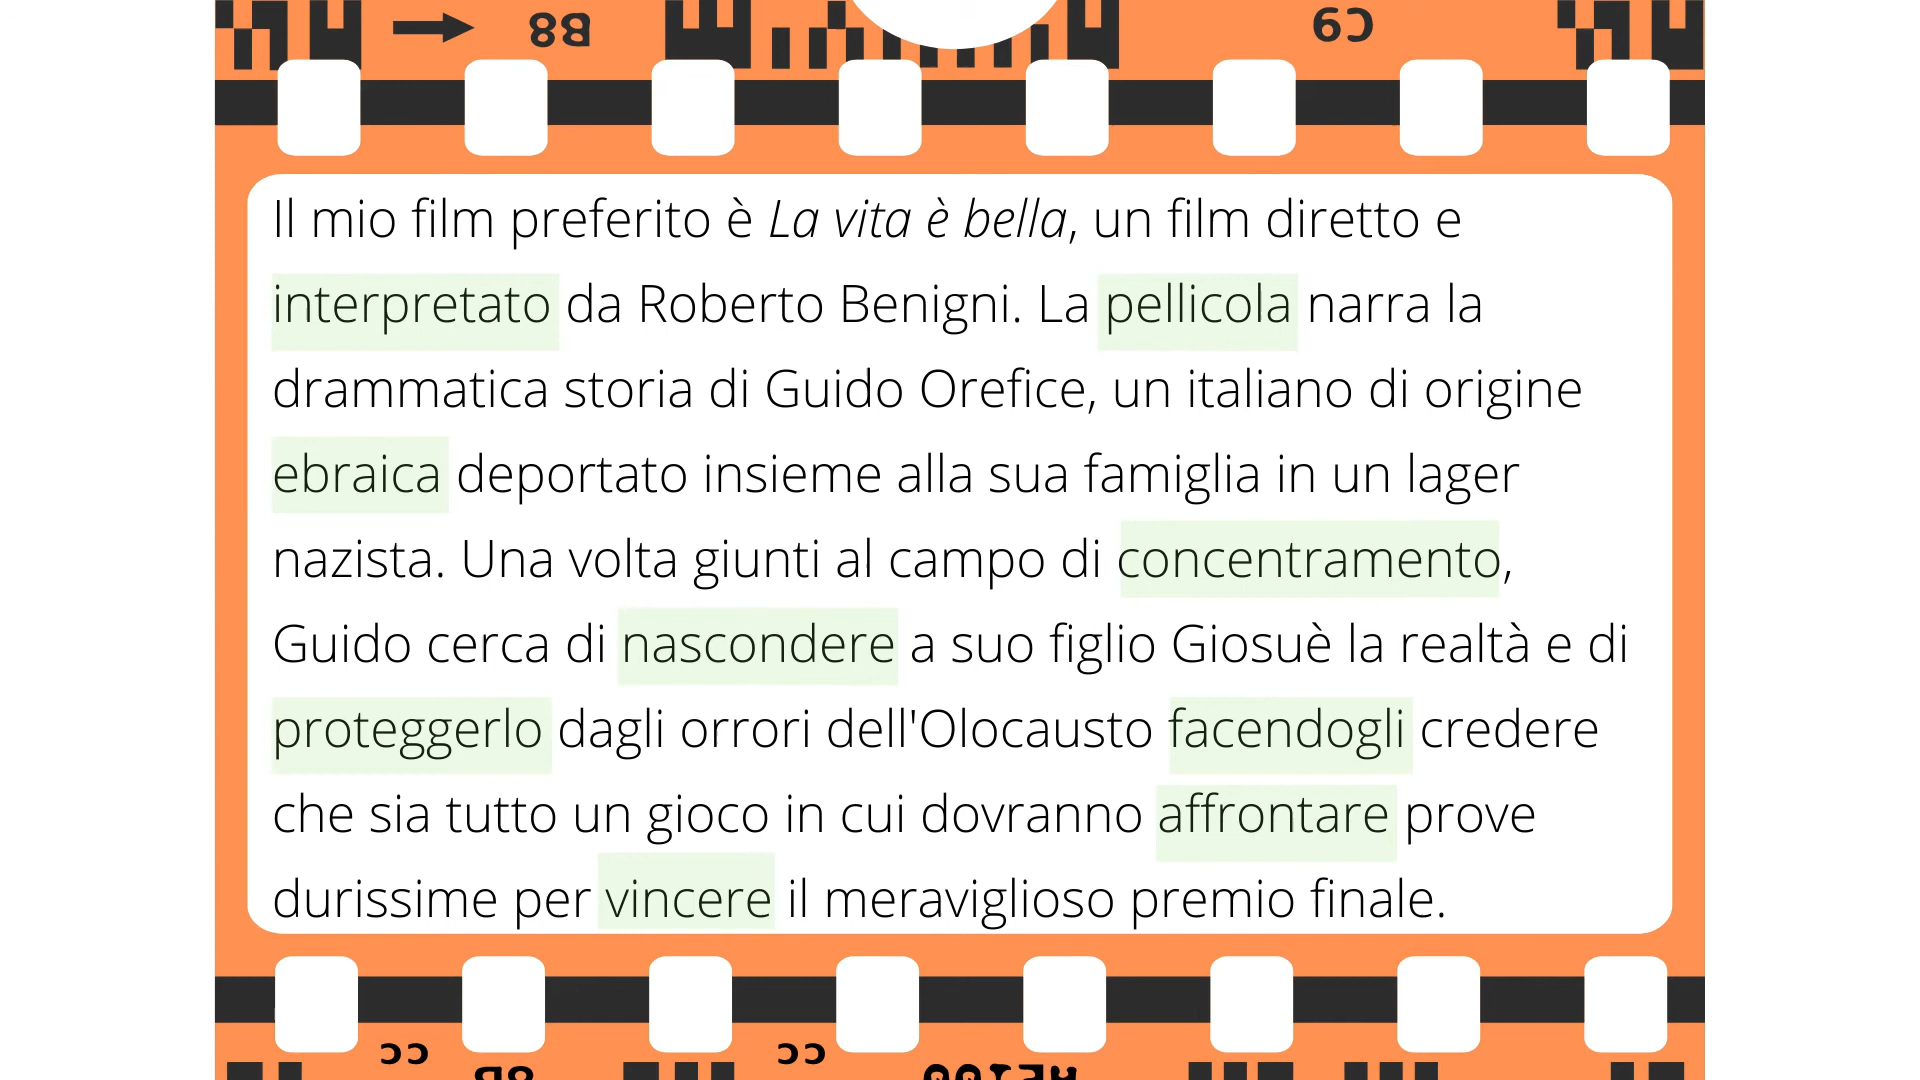 B8
C9
Il mio film preferito è La vita è bella, un film diretto e
interpretato da Roberto Benigni. La pellicola narra la
drammatica storia di Guido Orefice, un italiano di origine
ebraica deportato insieme alla sua famiglia in un lager
nazista. Una volta giunti al campo di concentramento,
Guido cerca di nascondere a suo figlio Giosuè la realtà e di
proteggerlo dagli orrori dell'Olocausto facendogli credere
che sia tutto un gioco in cui dovranno affrontare prove
durissime per vincere il meraviglioso premio finale.
CC CC